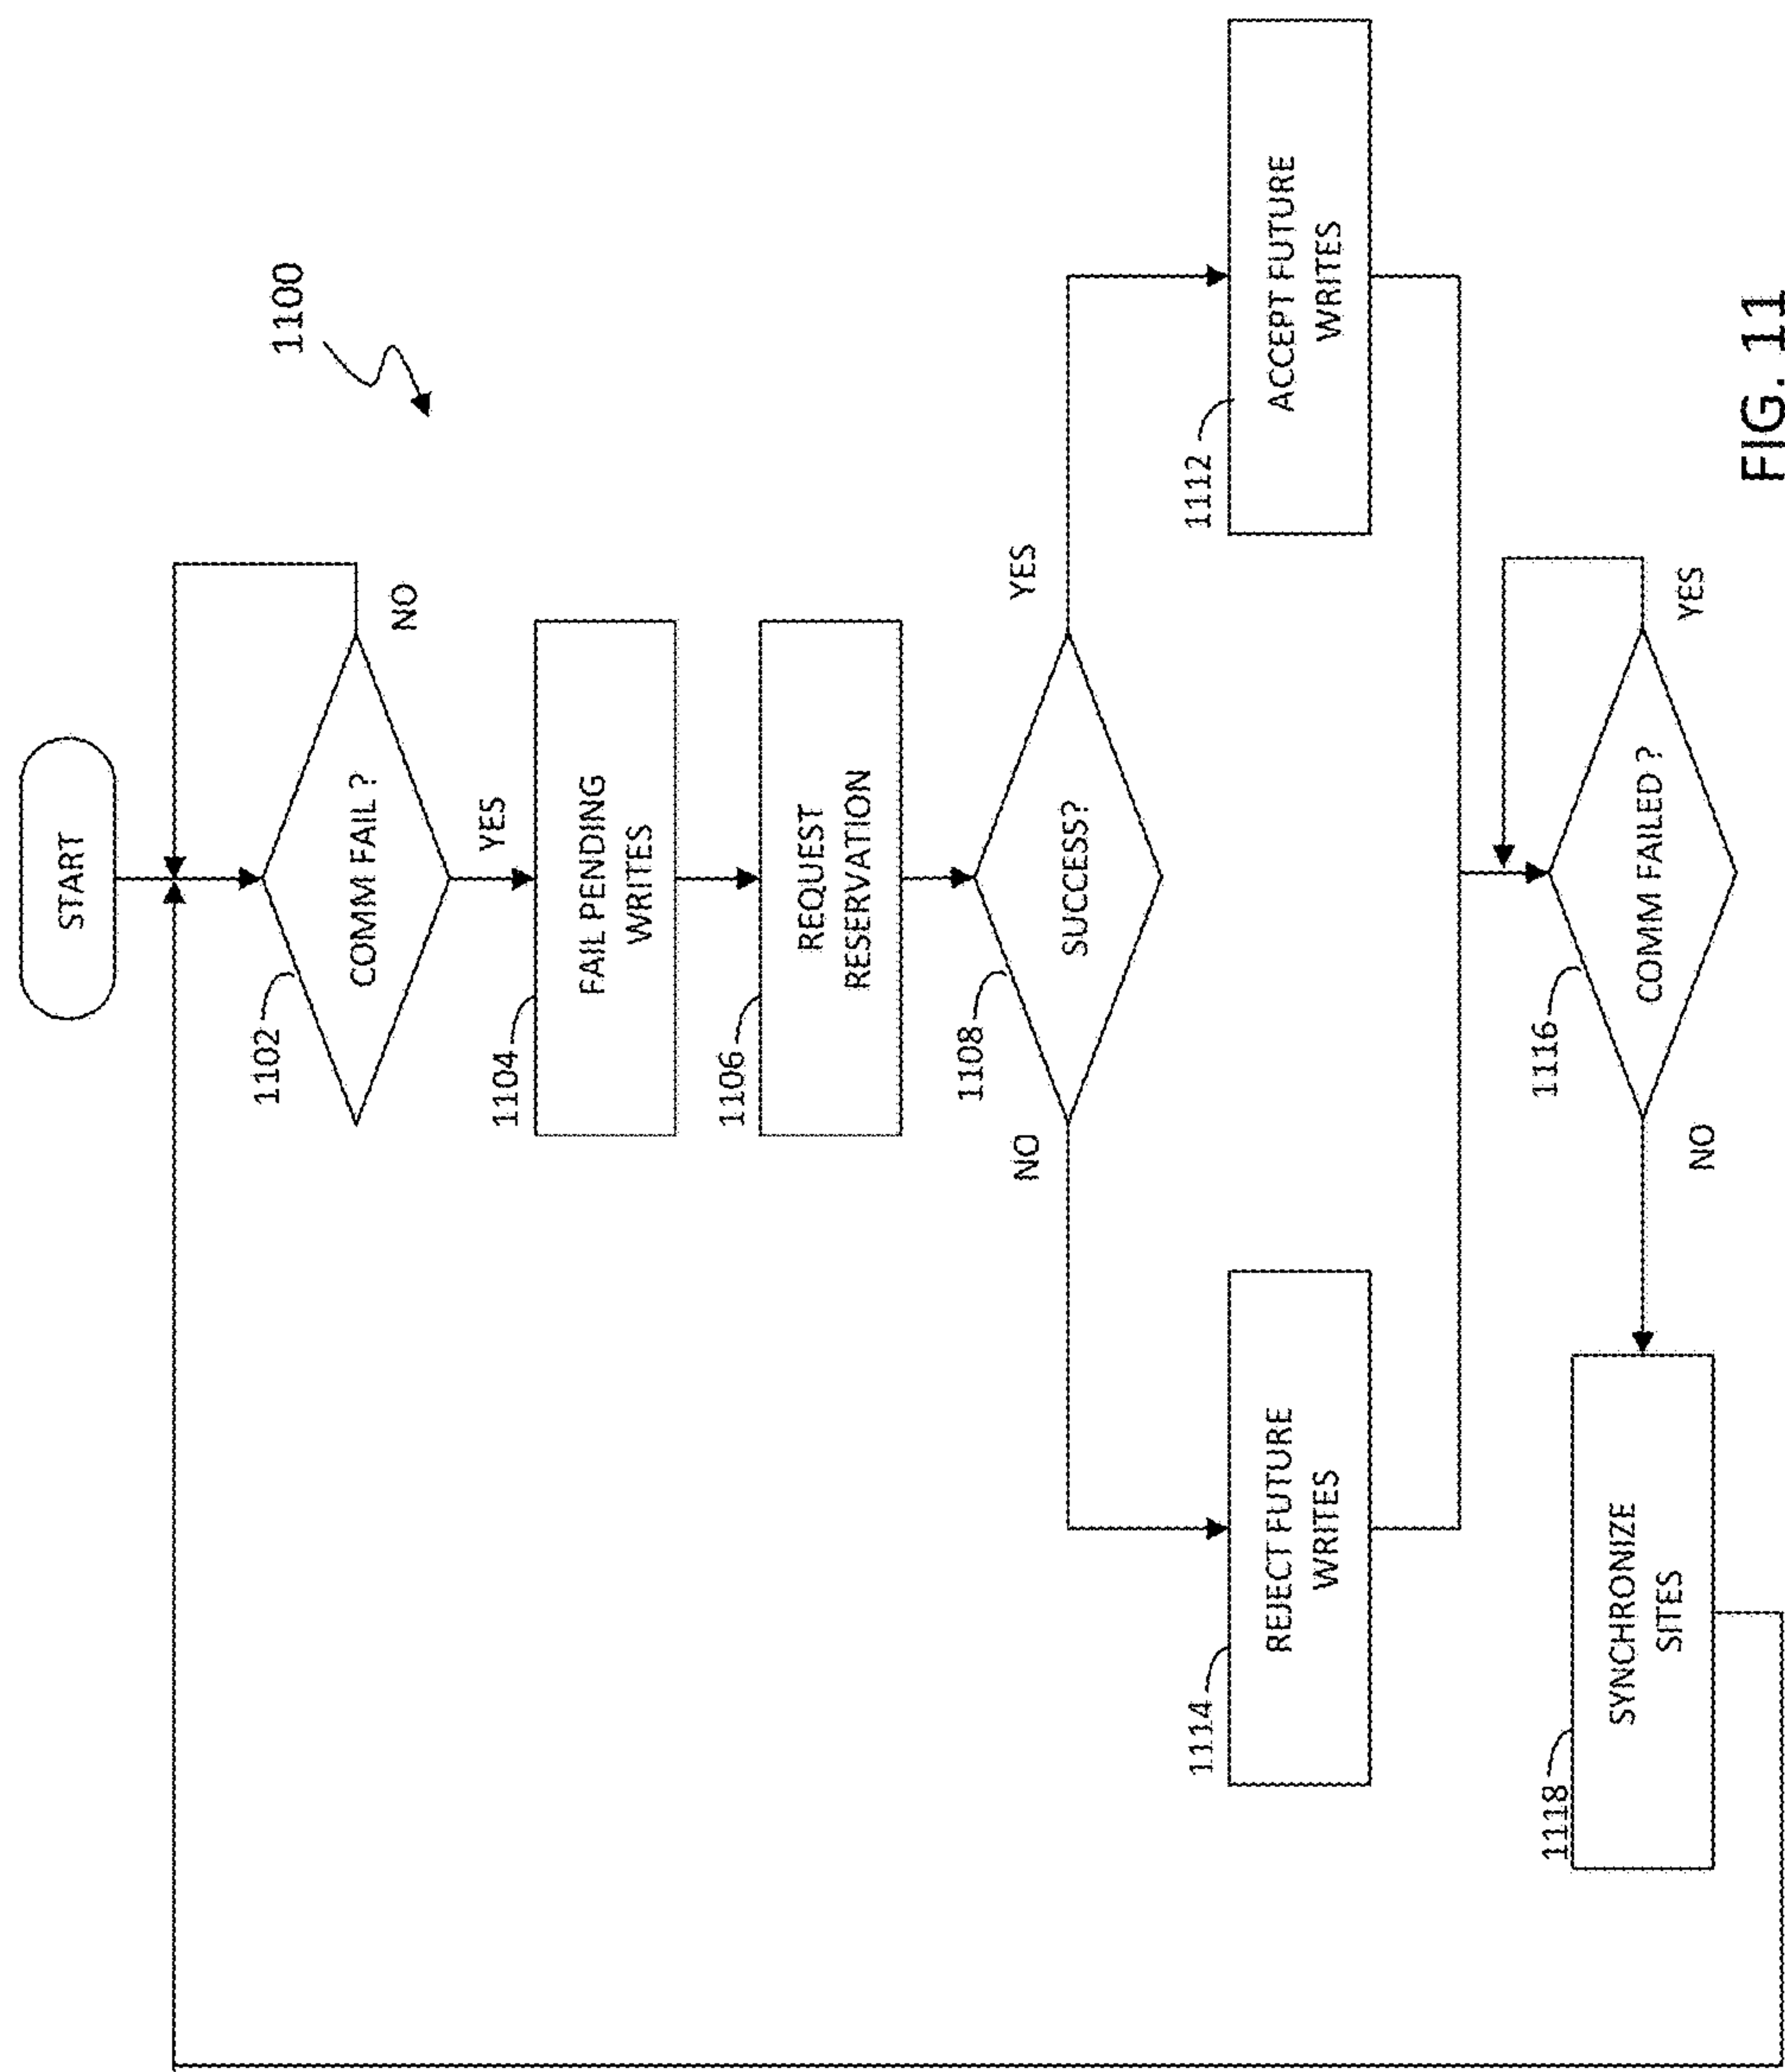 START
1100
1102
COMM FAIL ?
NO
YES
1104
FAIL PENDING
WRITES
1106
REQUEST
RESERVATION
1108
SUCCESS?
NO
YES
1114
REJECT FUTURE
WRITES
1112
ACCEPT FUTURE
WRITES
1116
COMM FAILED ?
NO
YES
1118
SYNCHRONIZE
SITES
FIG. 11